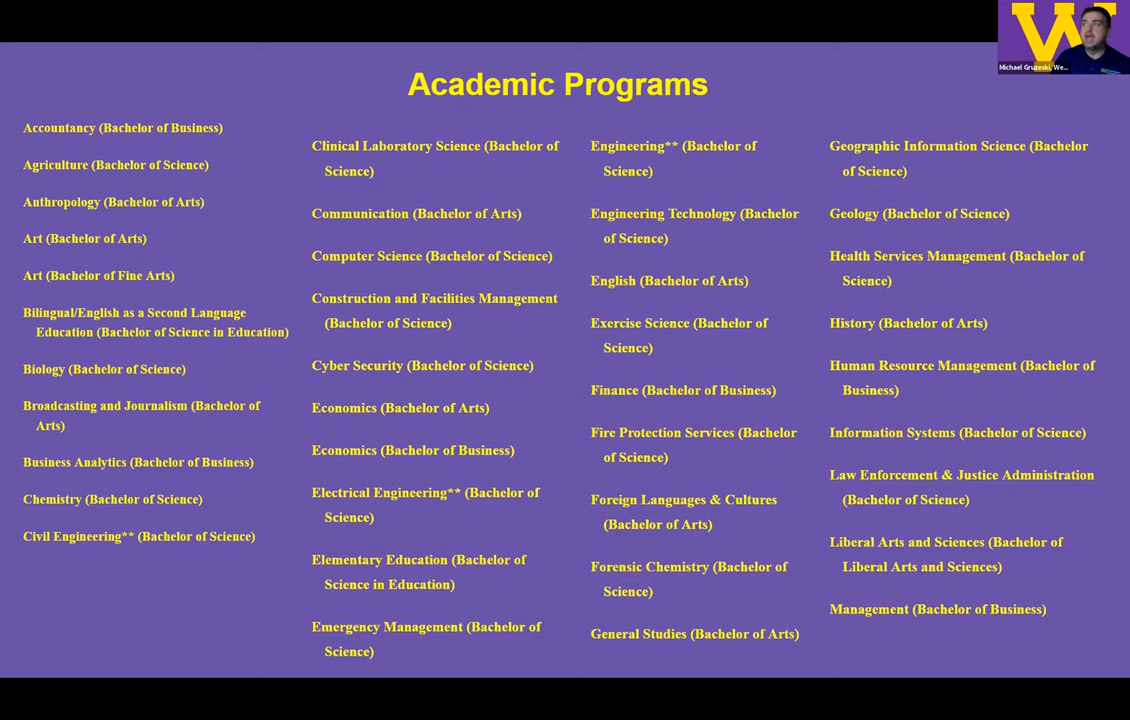 Academic Programs
Accountancy (Bachelor of Business)
Agriculture (Bachelor of Science)
Anthropology (Bachelor of Arts)
Art (Bachelor of Arts)
Art (Bachelor of Fine Arts)
Bilingual/English as a Second Language
Education (Bachelor of Science in Education)
Biology (Bachelor of Science)
Broadcasting and Journalism (Bachelor of
Arts)
Business Analytics (Bachelor of Business)
Chemistry (Bachelor of Science)
Civil Engineering** (Bachelor of Science)
Clinical Laboratory Science (Bachelor of
Science)
Communication (Bachelor of Arts)
Computer Science (Bachelor of Science)
Construction and Facilities Management
(Bachelor of Science)
Cyber Security (Bachelor of Science)
Economics (Bachelor of Arts)
Economics (Bachelor of Business)
Electrical Engineering** (Bachelor of
Science)
Elementary Education (Bachelor of
Science in Education)
Emergency Management (Bachelor of
Science)
Engineering** (Bachelor of
Science)
Engineering Technology (Bachelor
of Science)
English (Bachelor of Arts)
Exercise Science (Bachelor of
Science)
Finance (Bachelor of Business)
Fire Protection Services (Bachelor
of Science)
Foreign Languages & Cultures
(Bachelor of Arts)
Forensic Chemistry (Bachelor of
Science)
General Studies (Bachelor of Arts)
Geographic Information Science (Bachelor
of Science)
Geology (Bachelor of Science)
Health Services Management (Bachelor of
Science)
History (Bachelor of Arts)
Human Resource Management (Bachelor of
Business)
Information Systems (Bachelor of Science)
Law Enforcement & Justice Administration
(Bachelor of Science)
Liberal Arts and Sciences (Bachelor of
Liberal Arts and Sciences)
Management (Bachelor of Business)
W
Michael Gruzeski, We...